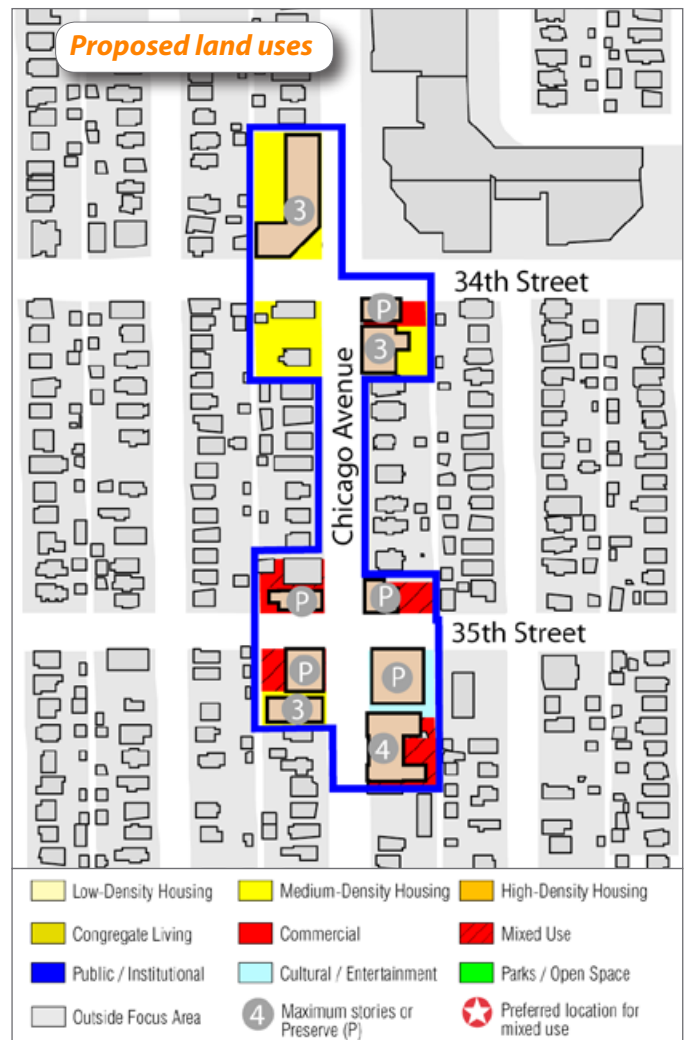 Proposed land uses
3
34th Street
P
3
Chicago Avenue
P
P
35th Street
P
P
3
4
Low-Density Housing
Medium-Density Housing
High-Density Housing
Congregate Living
Commercial
Mixed Use
Public / Institutional
Cultural / Entertainment
Parks / Open Space
Outside Focus Area
4
Maximum stories or
Preserve (P)
Preferred location for
mixed use